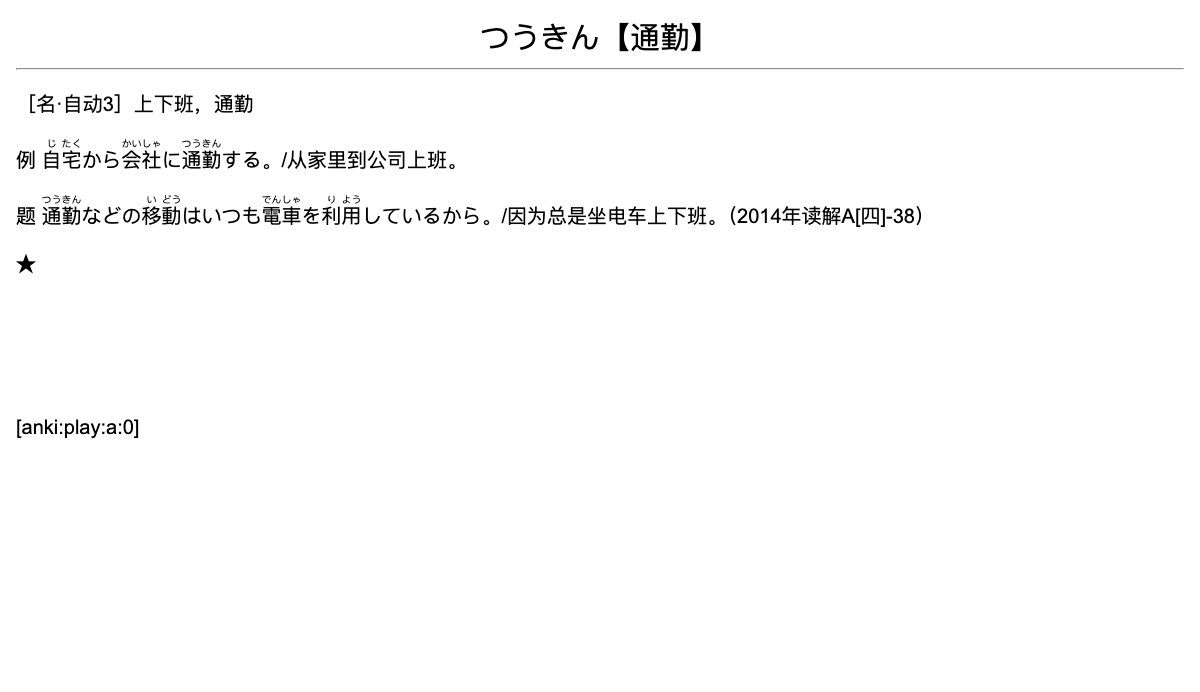 つうきん【通勤】
［名·自动3］上下班，通勤
じ たく かいしゃ つうきん
例 自宅から会社に通勤する。/从家里到公司上班。
つうきん い どう でんしゃ り よう
题 通勤などの移動はいつも電車を利用しているから。/因为总是坐电车上下班。（2014年读解A[四]-38）
★
[anki:play:a:0]